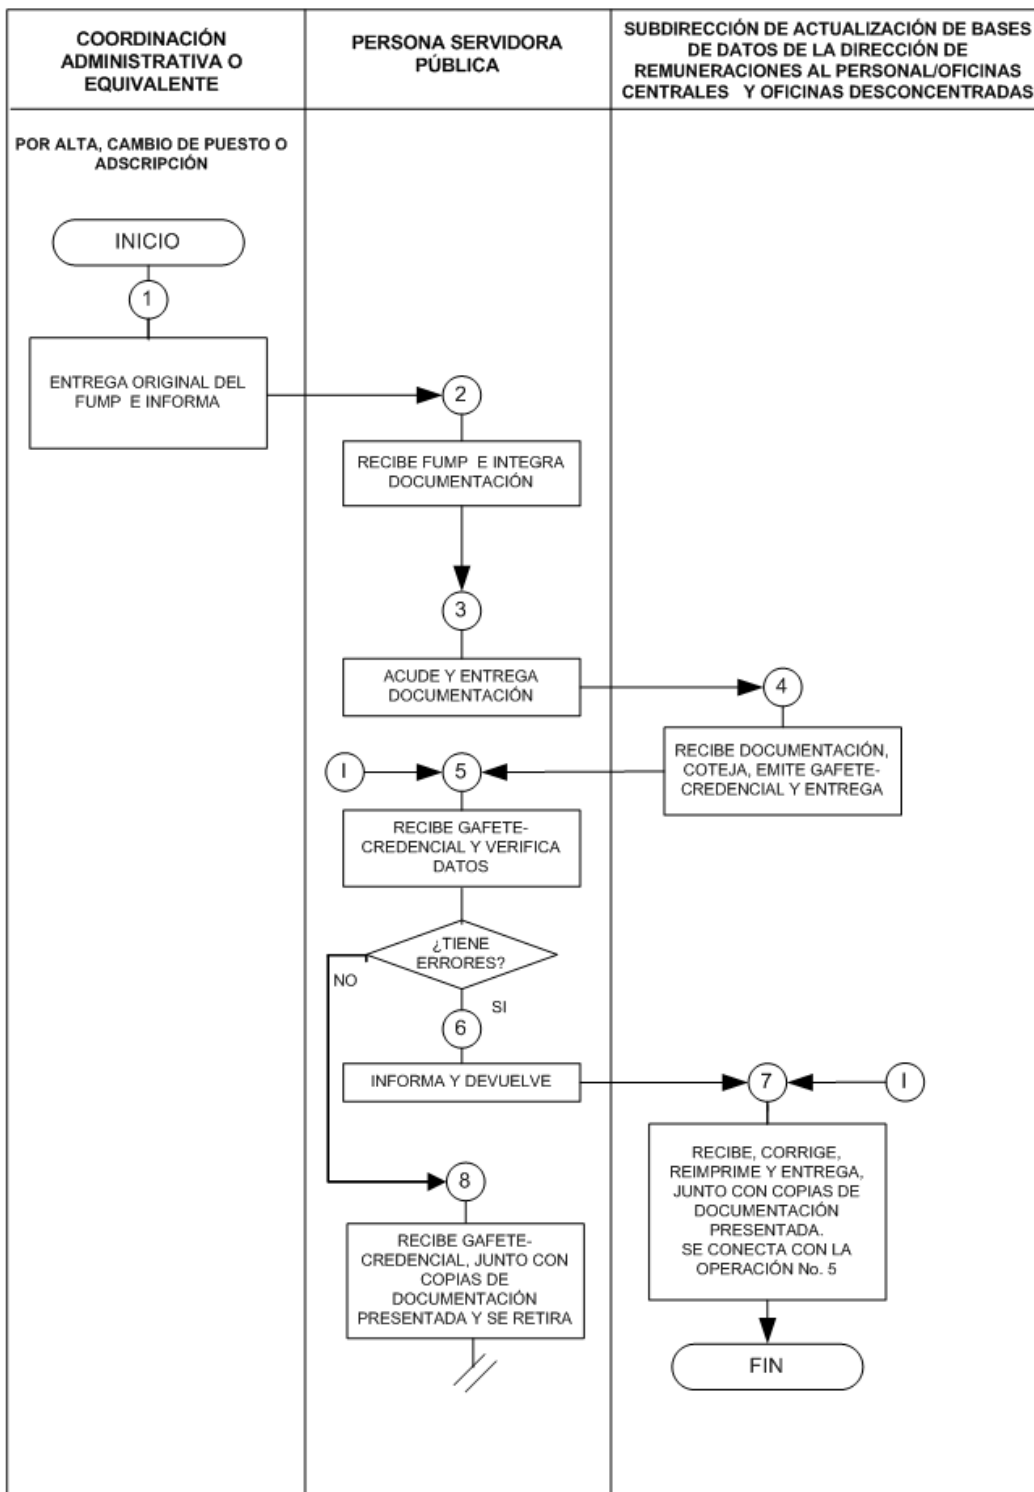 COORDINACIÓN
ADMINISTRATIVA O
EQUIVALENTE
PERSONA SERVIDORA
PÚBLICA
SUBDIRECCIÓN DE ACTUALIZACIÓN DE BASES
DE DATOS DE LA DIRECCIÓN DE
REMUNERACIONES AL PERSONAL/OFICINAS
CENTRALES Y OFICINAS DESCONCENTRADAS
POR ALTA, CAMBIO DE PUESTO O
ADSCRIPCIÓN
INICIO
1
ENTREGA ORIGINAL DEL
FUMP E INFORMA
2
RECIBE FUMP E INTEGRA
DOCUMENTACIÓN
3
ACUDE Y ENTREGA
DOCUMENTACIÓN
4
RECIBE DOCUMENTACIÓN,
COTEJA, EMITE GAFETE-
CREDENCIAL Y ENTREGA
I
5
RECIBE GAFETE-
CREDENCIAL Y VERIFICA
DATOS
¿TIENE
ERRORES?
NO
SI
6
INFORMA Y DEVUELVE
7
I
RECIBE, CORRIGE,
REIMPRIME Y ENTREGA,
JUNTO CON COPIAS DE
DOCUMENTACIÓN
PRESENTADA.
SE CONECTA CON LA
OPERACIÓN No. 5
8
RECIBE GAFETE-
CREDENCIAL, JUNTO CON
COPIAS DE
DOCUMENTACIÓN
PRESENTADA Y SE RETIRA
FIN